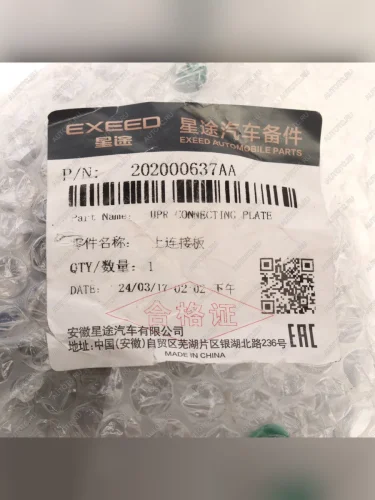 EXEED
星途
星途汽车备件
EXEED AUTOMOBILE PARTS
P/N: 202000637AA
Part Name: UPR CONNECTING PLATE
零件名称: 上连接板
QTY/数量: 1
DATE: 24/03/17 02:02 下午
合格证
安徽星途汽车有限公司
地址:中国(安徽)自贸区芜湖片区银湖北路236号
MADE IN CHINA
EAC